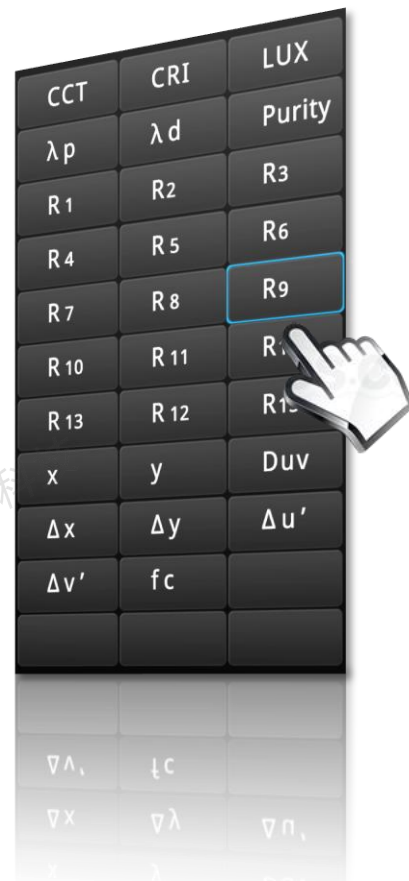 CCT CRI LUX
λp λd Purity
R1 R2 R3
R4 R5 R6
R7 R8 R9
R10 R11
R13 R12
x y Duv
Δx Δy Δu′
Δv′ fc